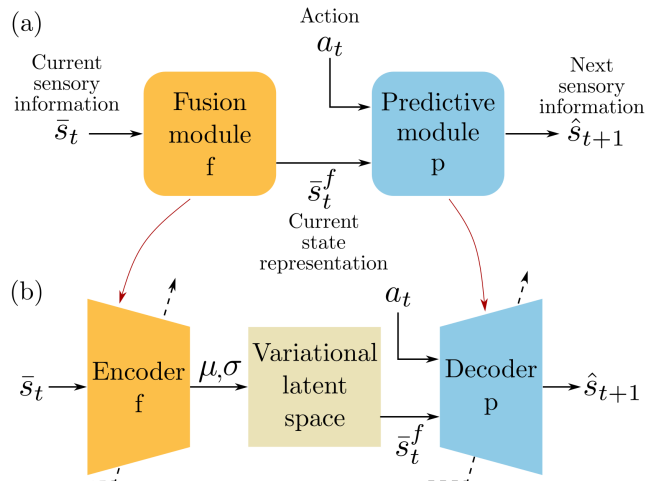 (a)
Action
a_t
Current
sensory
information
s̄_t
Fusion
module
f
s̄_t^f
Current
state
representation
Predictive
module
p
Next
sensory
information
ŝ_{t+1}
(b)
s̄_t
Encoder
f
μ,σ
Variational
latent
space
a_t
s̄_t^f
Decoder
p
ŝ_{t+1}